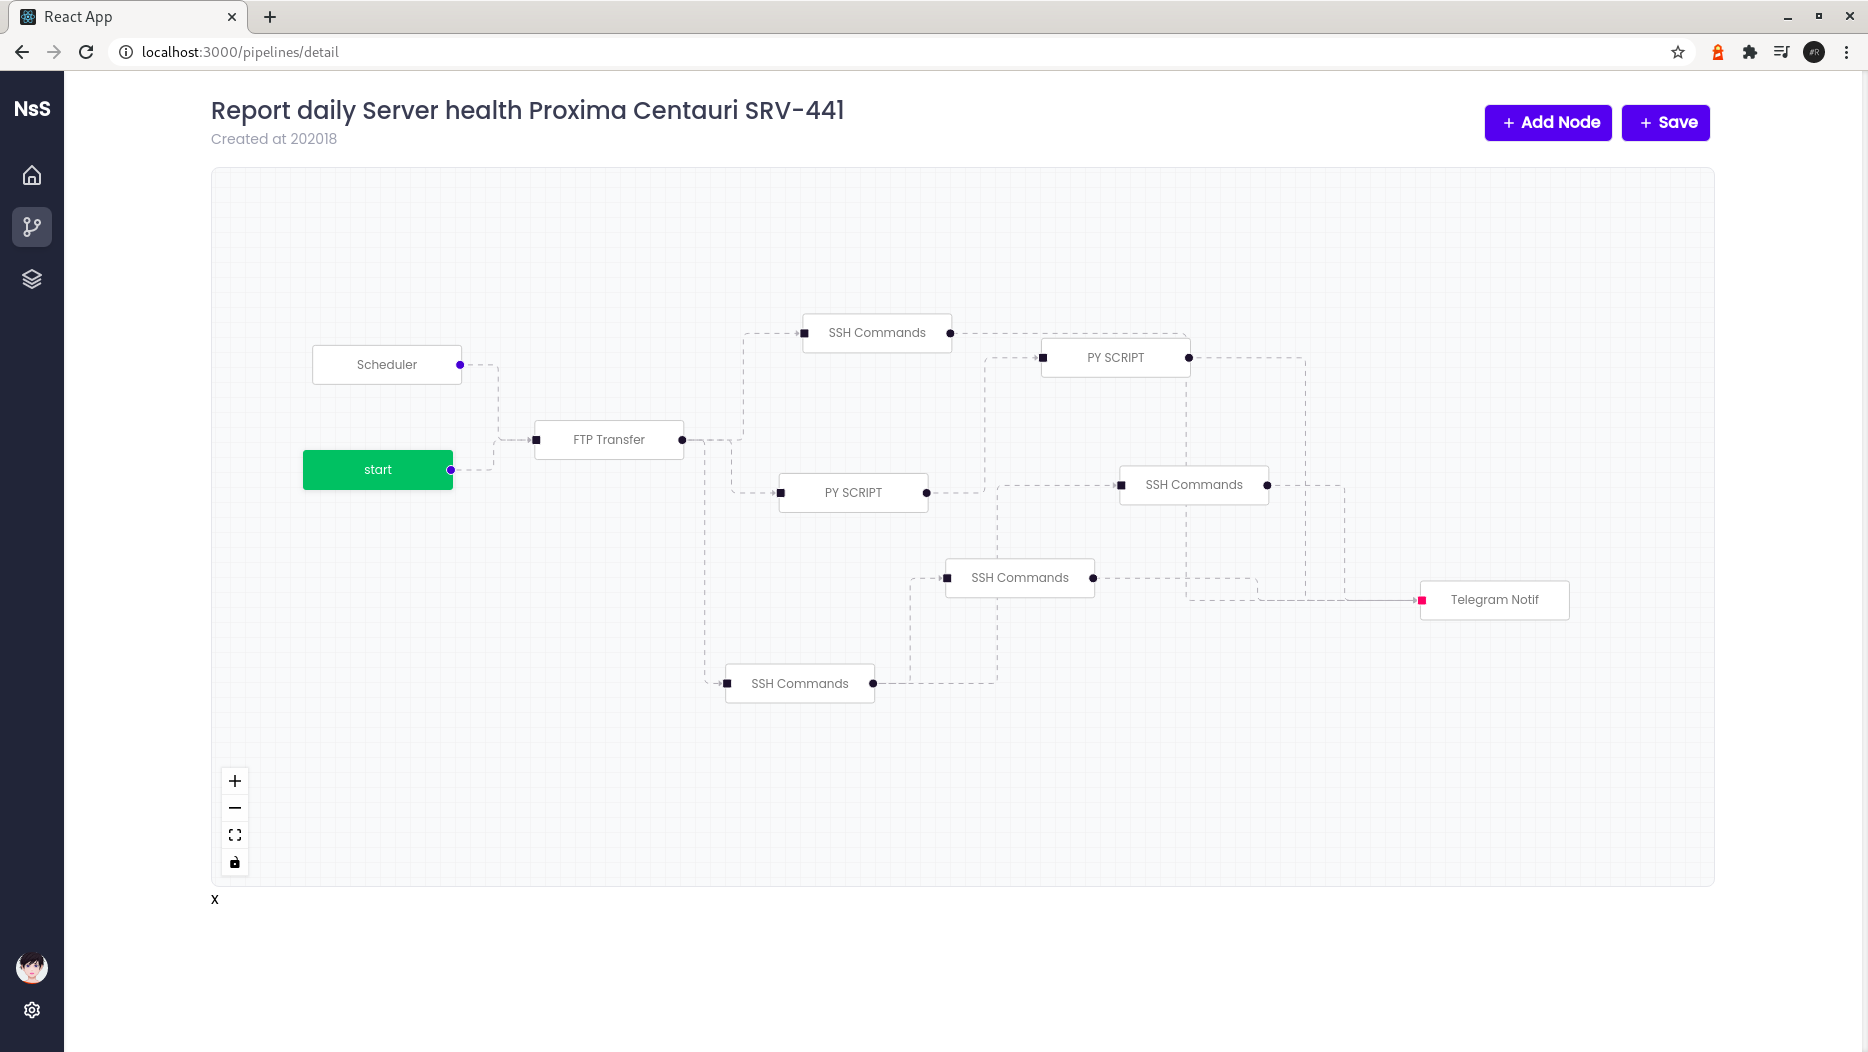 React App
localhost:3000/pipelines/detail
#R
NsS
Report daily Server health Proxima Centauri SRV-441
Created at 202018
+ Add Node
+ Save
SSH Commands
PY SCRIPT
Scheduler
FTP Transfer
start
PY SCRIPT
SSH Commands
SSH Commands
Telegram Notif
SSH Commands
x